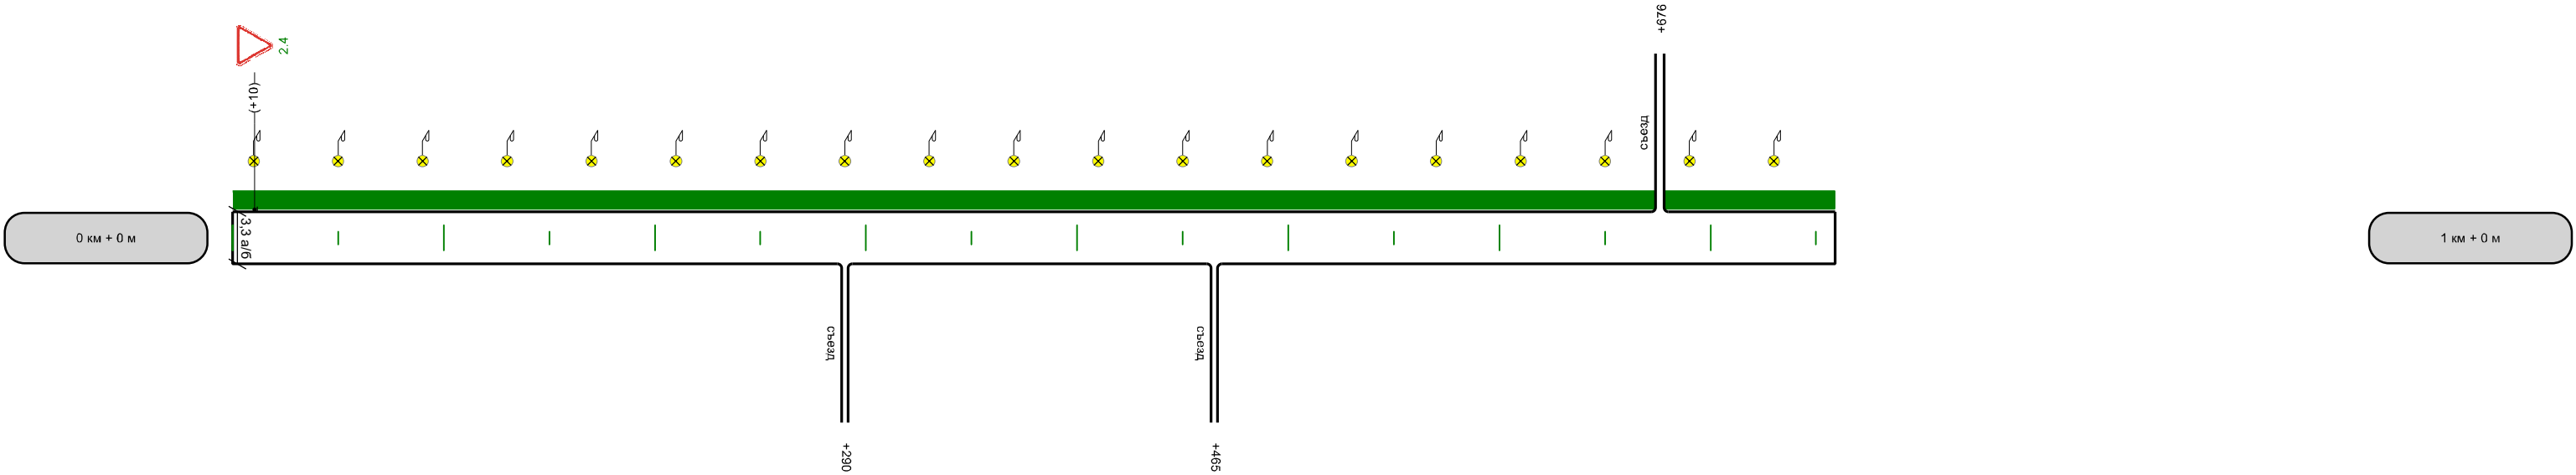 +676
2.4
(+10)
съезд
0 км + 0 м
3,3 а/б
1 км + 0 м
съезд
съезд
+290
+465